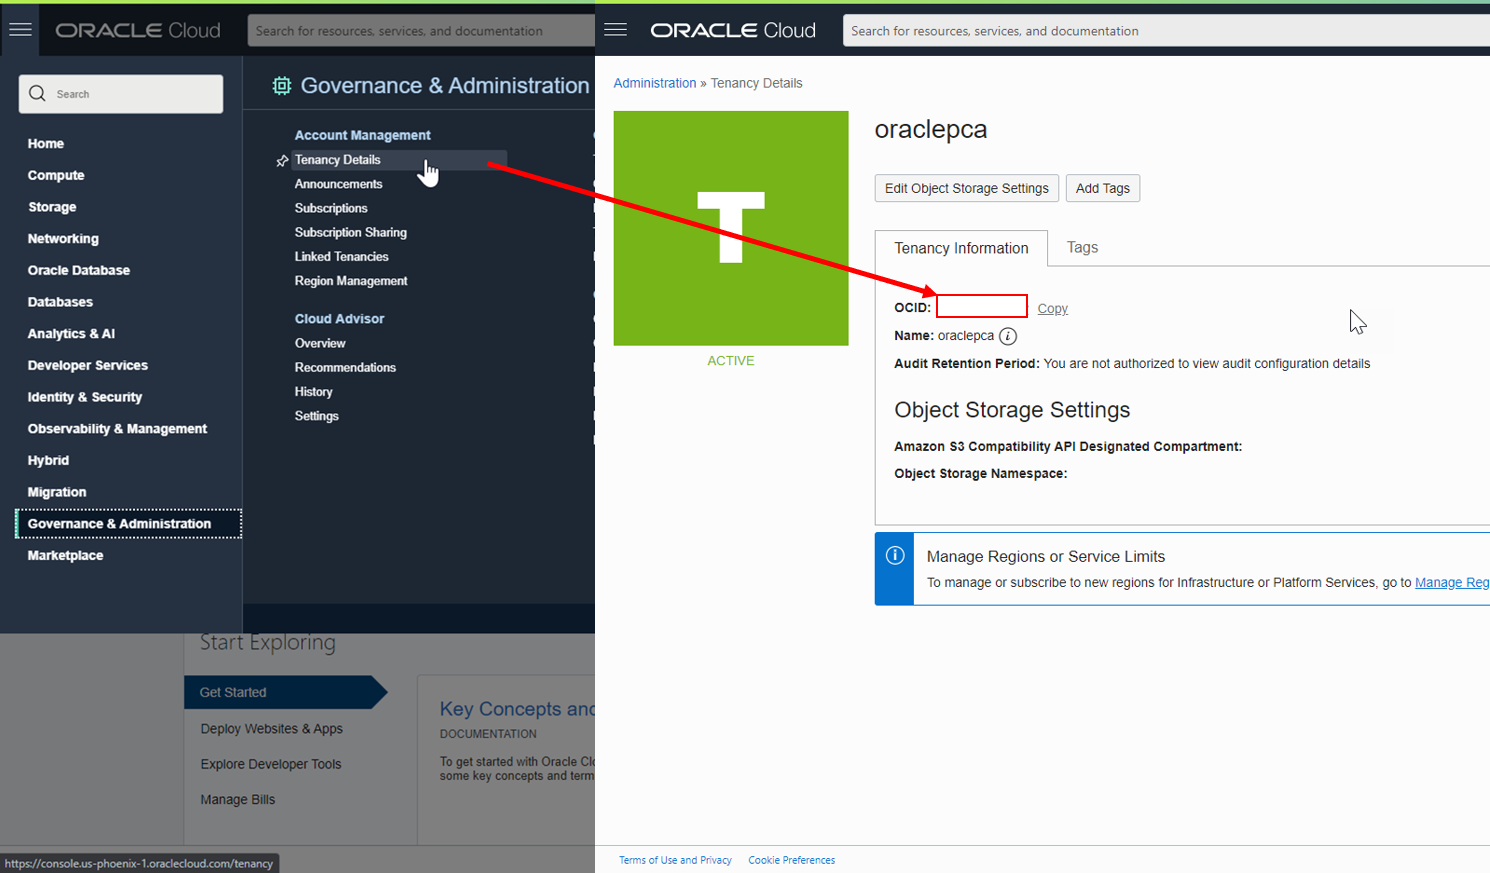 ORACLE Cloud
Search for resources, services, and documentation
Search
Home
Compute
Storage
Networking
Oracle Database
Databases
Analytics & AI
Developer Services
Identity & Security
Observability & Management
Hybrid
Migration
Governance & Administration
Marketplace
Governance & Administration
Account Management
Tenancy Details
Announcements
Subscriptions
Subscription Sharing
Linked Tenancies
Region Management
Cloud Advisor
Overview
Recommendations
History
Settings
Start Exploring
Get Started
Deploy Websites & Apps
Explore Developer Tools
Manage Bills
Key Concepts and
DOCUMENTATION
To get started with Oracle
some key concepts and
https://console.us-phoenix-1.oraclecloud.com/tenancy
ORACLE Cloud
Search for resources, services, and documentation
Administration » Tenancy Details
T
ACTIVE
oraclepca
Edit Object Storage Settings
Add Tags
Tenancy Information
Tags
OCID: Copy
Name: oraclepca
Audit Retention Period: You are not authorized to view audit configuration details
Object Storage Settings
Amazon S3 Compatibility API Designated Compartment:
Object Storage Namespace:
Manage Regions or Service Limits
To manage or subscribe to new regions for Infrastructure or Platform Services, go to Manage Reg
Terms of Use and Privacy
Cookie Preferences